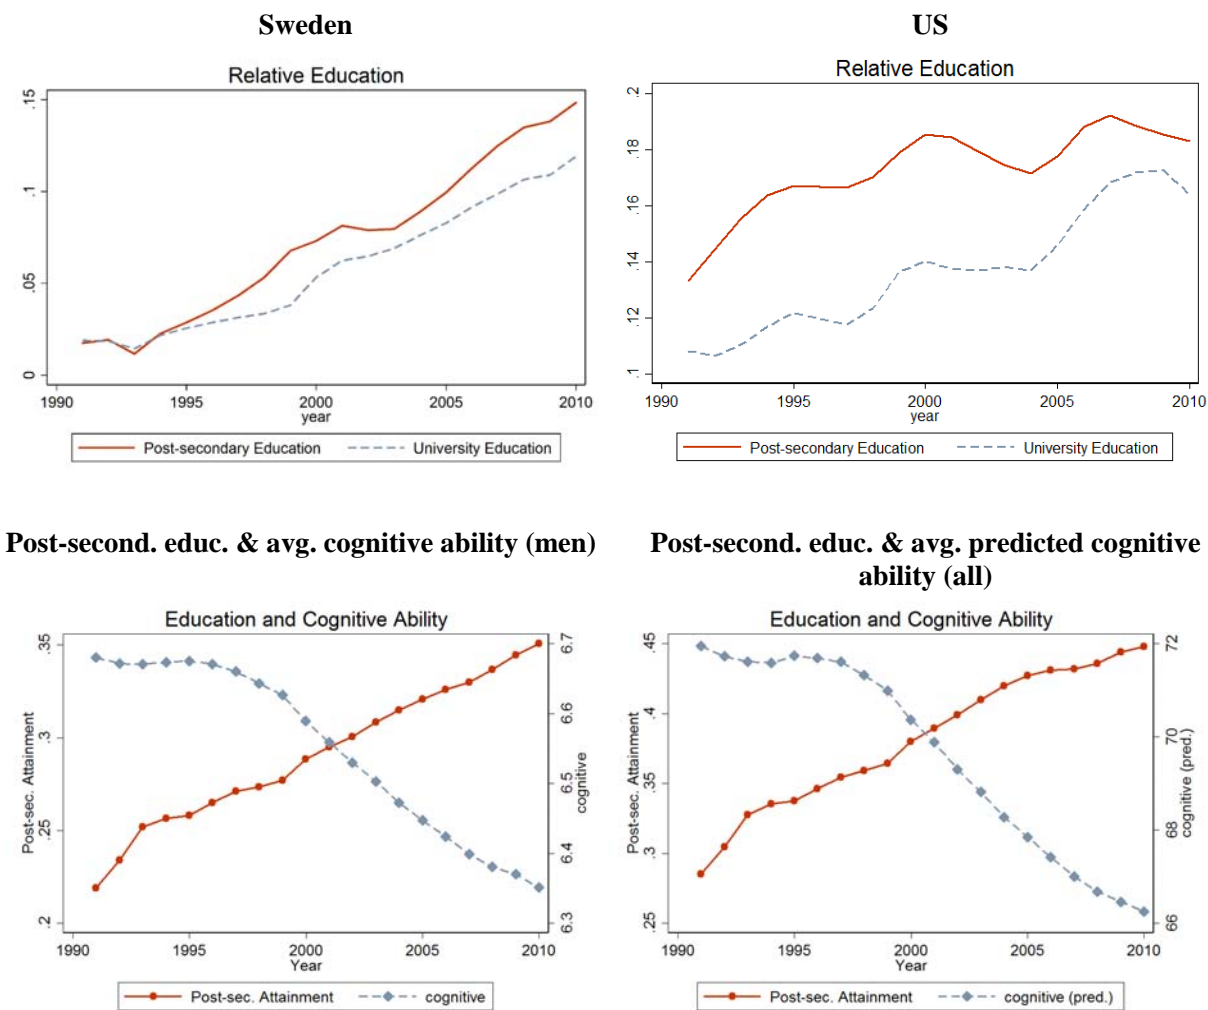 Sweden
US
Relative Education
Relative Education
.15
.1
.05
0
1990 1995 2000 2005 2010
year
Post-secondary Education University Education
.2
.18
.16
.14
.12
.1
1990 1995 2000 2005 2010
year
Post-secondary Education University Education
Post-second. educ. & avg. cognitive ability (men)
Post-second. educ. & avg. predicted cognitive
ability (all)
Education and Cognitive Ability
Post-sec. Attainment
.35
.3
.25
.2
6.7
6.6
6.5
6.4
6.3
cognitive
1990 1995 2000 2005 2010
Year
Post-sec. Attainment cognitive
Education and Cognitive Ability
Post-sec. Attainment
.45
.4
.35
.3
.25
72
70
68
66
cognitive (pred.)
1990 1995 2000 2005 2010
Year
Post-sec. Attainment cognitive (pred.)